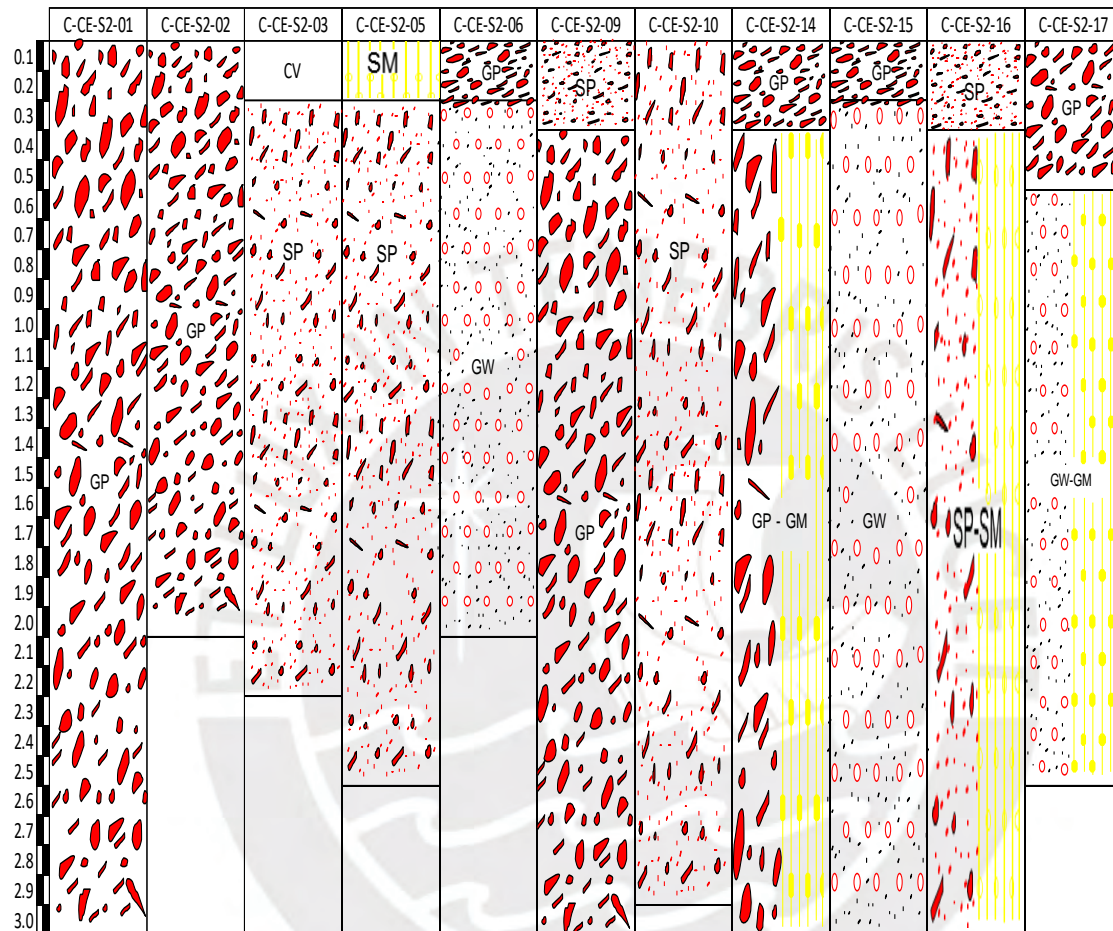 C-CE-S2-01 C-CE-S2-02 C-CE-S2-03 C-CE-S2-05 C-CE-S2-06 C-CE-S2-09 C-CE-S2-10 C-CE-S2-14 C-CE-S2-15 C-CE-S2-16 C-CE-S2-17
0.1 CV SM GP GP
0.2 SP GP SP
0.3 GP
0.4
0.5
0.6
0.7
0.8 SP SP SP
0.9
1.0 GP
1.1
1.2 GW
1.3
1.4
1.5 GP GW-GM
1.6
1.7 GP GP - GM GW SP-SM
1.8
1.9
2.0
2.1
2.2
2.3
2.4
2.5
2.6
2.7
2.8
2.9
3.0